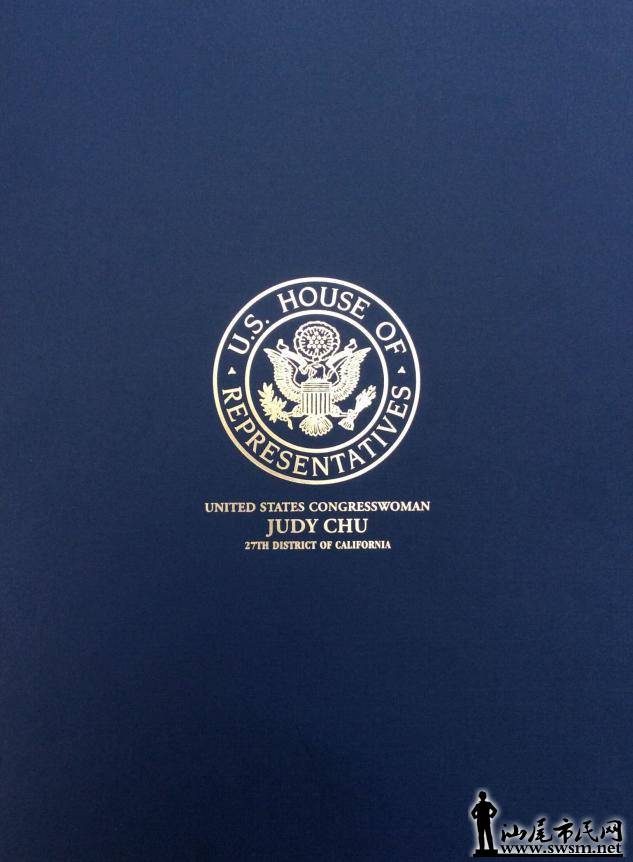 U.S. HOUSE OF
REPRESENTATIVES
UNITED STATES CONGRESSWOMAN
JUDY CHU
27TH DISTRICT OF CALIFORNIA
汕尾市民网
www.swsm.net